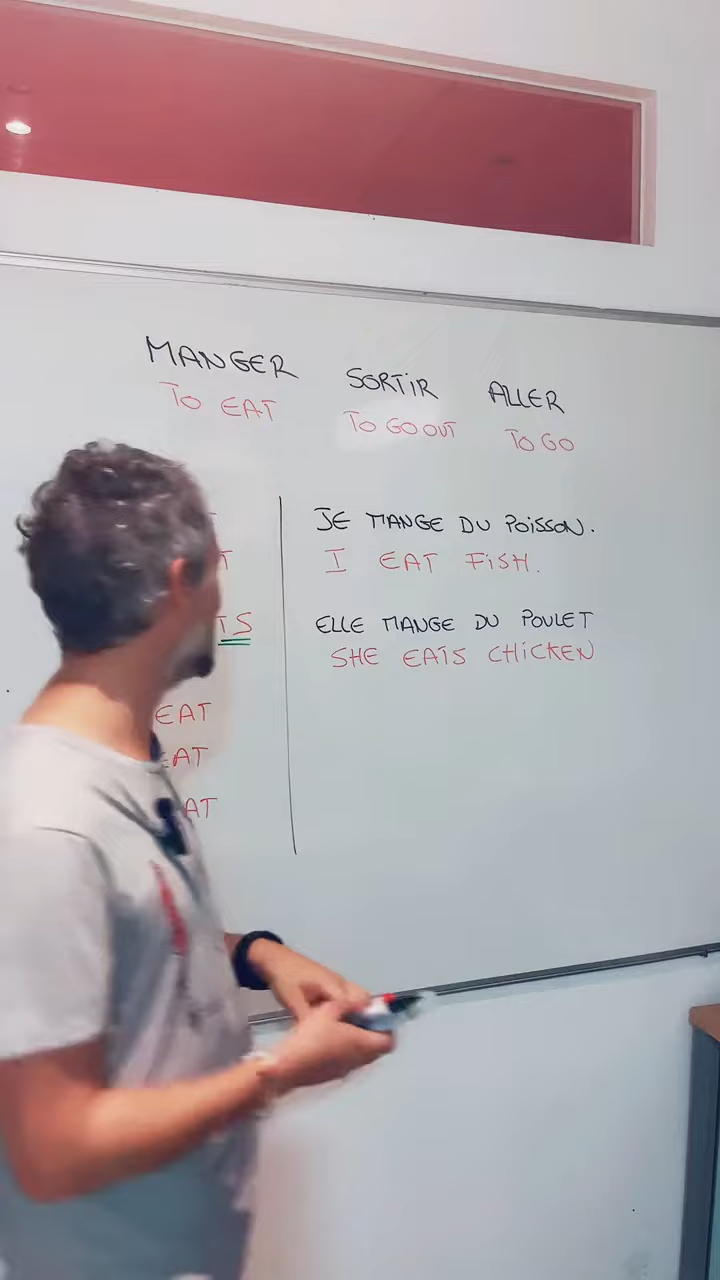 MANGER SORTIR ALLER
TO EAT TO GO OUT TO GO
JE MANGE DU POISSON.
I EAT FISH.
ELLE MANGE DU POULET
SHE EATS CHICKEN
EAT